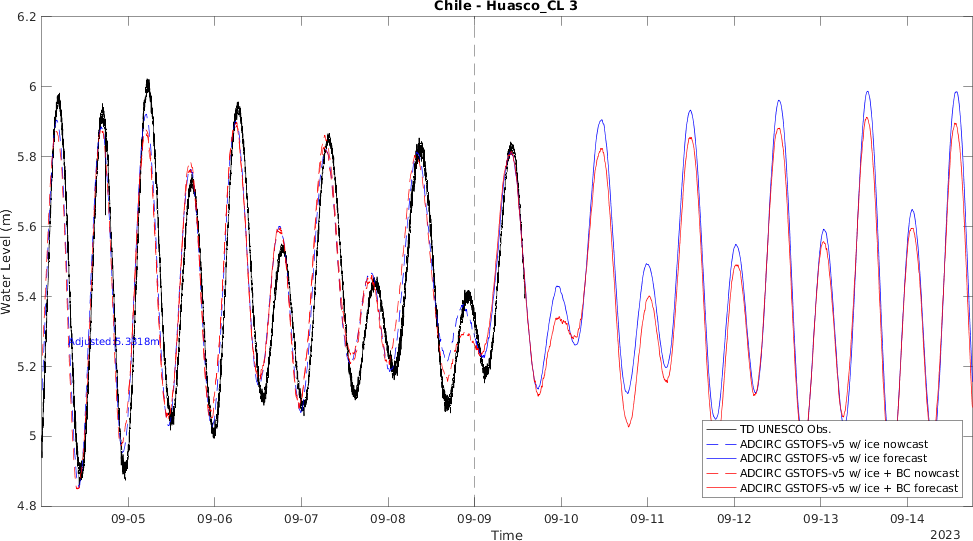 Chile - Huasco_CL 3
6.2
6
5.8
5.6
5.4
5.2
5
4.8
Water Level (m)
Adjusted:5.3318m
TD UNESCO Obs.
ADCIRC GSTOFS-v5 w/ ice nowcast
ADCIRC GSTOFS-v5 w/ ice forecast
ADCIRC GSTOFS-v5 w/ ice + BC nowcast
ADCIRC GSTOFS-v5 w/ ice + BC forecast
09-05 09-06 09-07 09-08 09-09 09-10 09-11 09-12 09-13 09-14
Time
2023